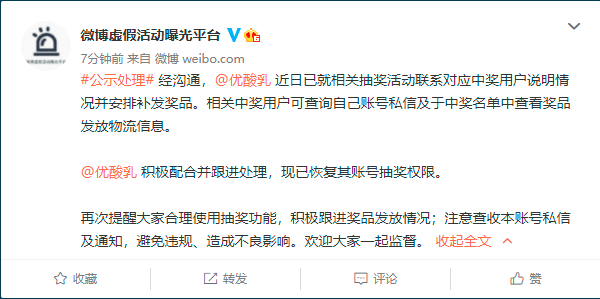 微博虚假活动曝光平台
7分钟前 来自 微博 weibo.com
#公示处理# 经沟通，@优酸乳 近日已就相关抽奖活动联系对应中奖用户说明情
况并安排补发奖品。相关中奖用户可查询自己账号私信及于中奖名单中查看奖品
发放物流信息。
@优酸乳 积极配合并跟进处理，现已恢复其账号抽奖权限。
再次提醒大家合理使用抽奖功能，积极跟进奖品发放情况；注意查收本账号私信
及通知，避免违规、造成不良影响。欢迎大家一起监督。 收起全文
收藏
转发
评论
赞